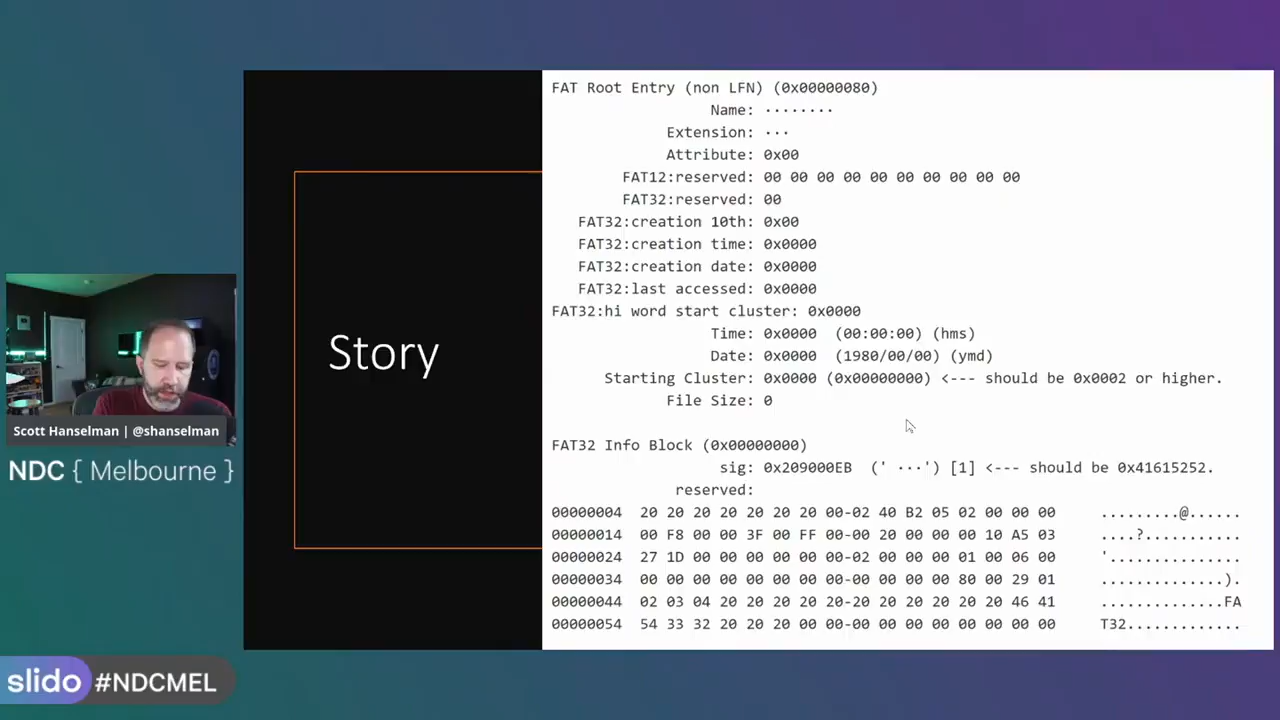 FAT Root Entry (non LFN) (0x00000080)
Name: ········
Extension: ···
Attribute: 0x00
FAT12:reserved: 00 00 00 00 00 00 00 00 00 00
FAT32:reserved: 00
FAT32:creation 10th: 0x00
FAT32:creation time: 0x0000
FAT32:creation date: 0x0000
FAT32:last accessed: 0x0000
FAT32:hi word start cluster: 0x0000
Time: 0x0000 (00:00:00) (hms)
Date: 0x0000 (1980/00/00) (ymd)
Starting Cluster: 0x0000 (0x00000000) <--- should be 0x0002 or higher.
File Size: 0
FAT32 Info Block (0x00000000)
sig: 0x209000EB (' ···') [1] <--- should be 0x41615252.
reserved:
00000004 20 20 20 20 20 20 20 00-02 40 B2 05 02 00 00 00 .........@......
00000014 00 F8 00 00 3F 00 FF 00-00 20 00 00 00 10 A5 03 ....?...........
00000024 27 1D 00 00 00 00 00 00-02 00 00 00 01 00 06 00 '...............
00000034 00 00 00 00 00 00 00 00-00 00 00 00 80 00 29 01 ..............).
00000044 02 03 04 20 20 20 20 20-20 20 20 20 20 20 46 41 ..............FA
00000054 54 33 32 20 20 20 00 00-00 00 00 00 00 00 00 00 T32.............
Story
Scott Hanselman | @shanselman
NDC { Melbourne }
slido #NDCMEL